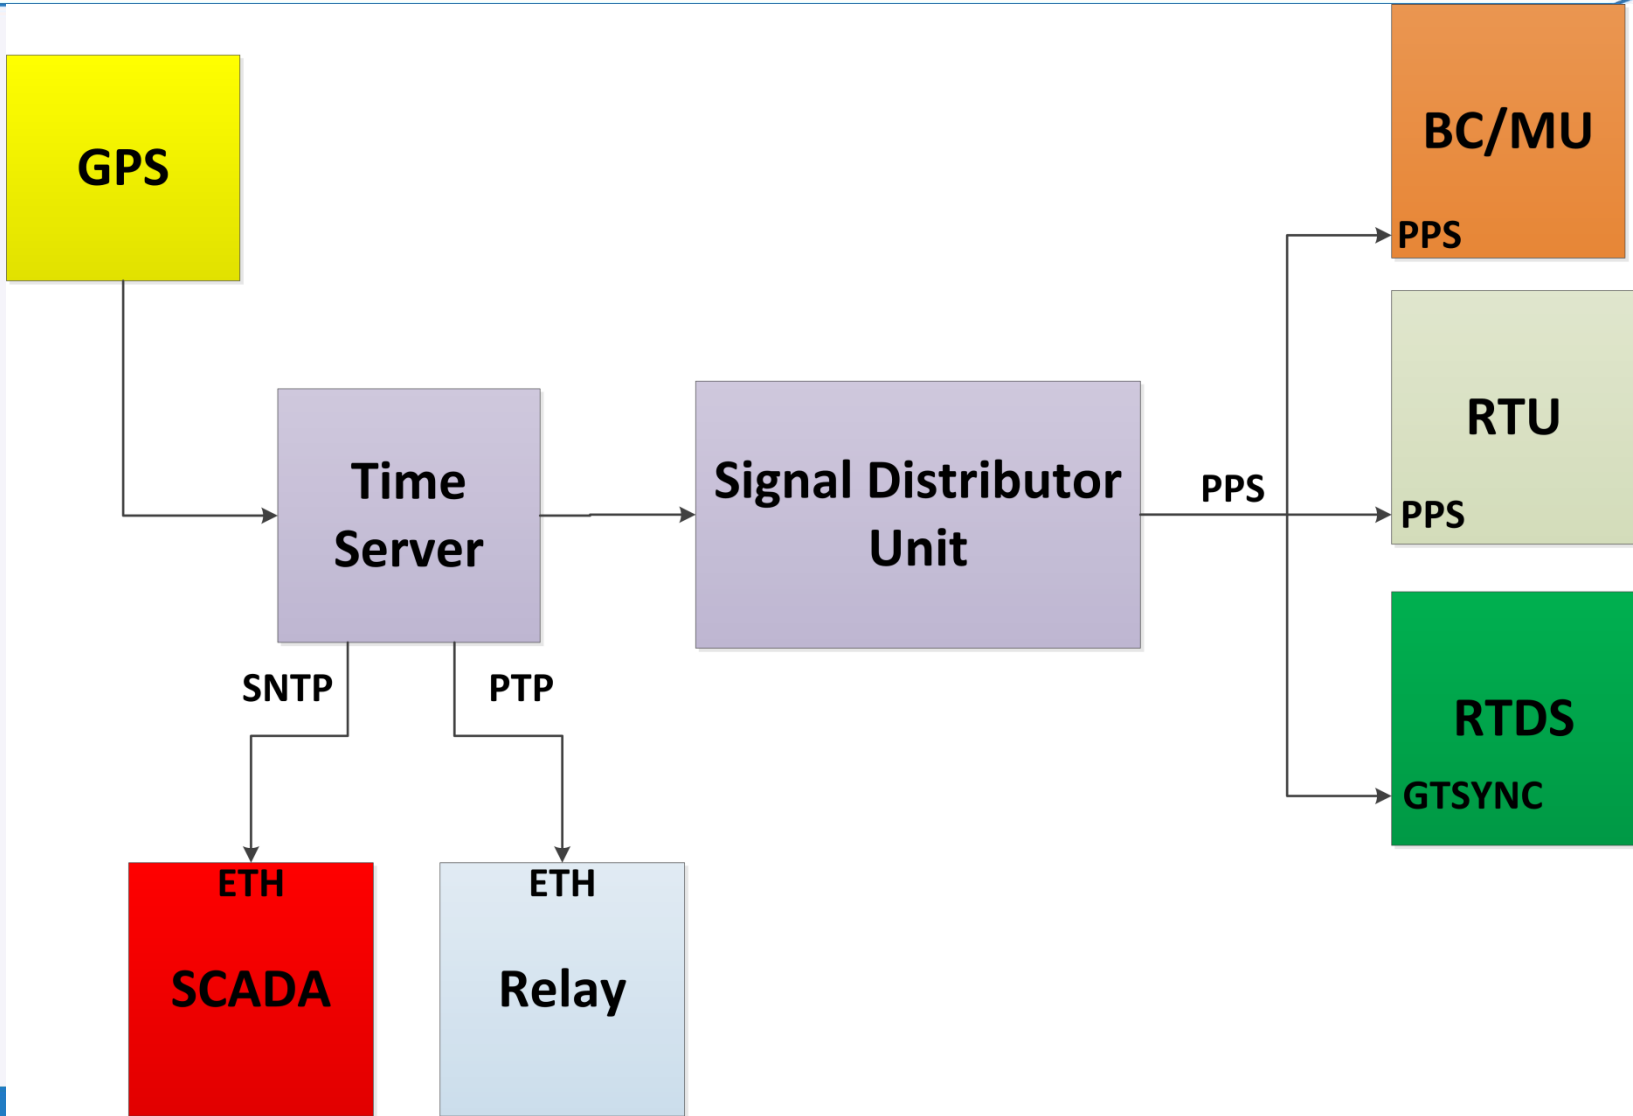 GPS
BC/MU
PPS
RTU
PPS
RTDS
GTSYNC
Time
Server
Signal Distributor
Unit
PPS
SNTP
PTP
ETH
SCADA
ETH
Relay